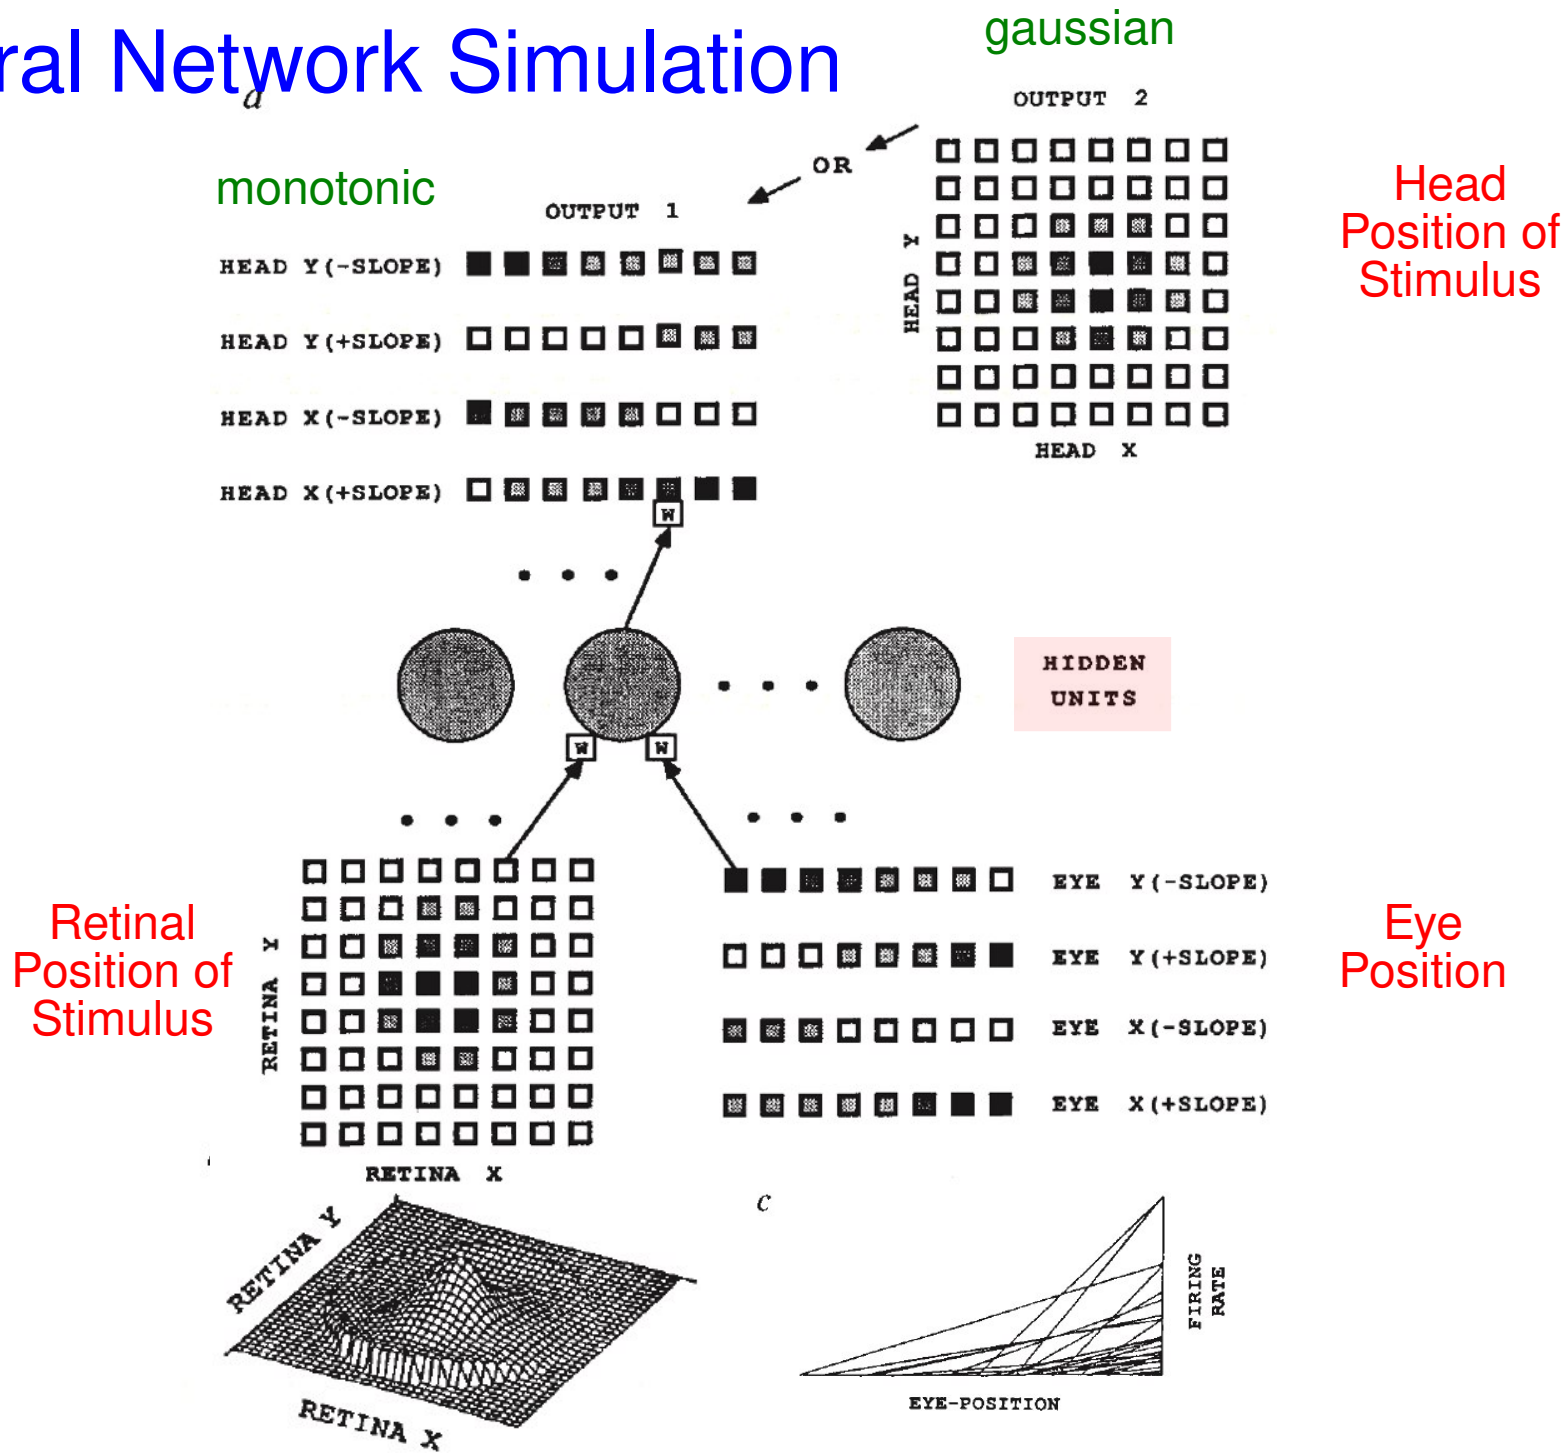 ral Network Simulation
gaussian
a
OUTPUT 2
OR
monotonic
OUTPUT 1
Head
Position of
Stimulus
HEAD Y
HEAD Y(-SLOPE)
HEAD Y(+SLOPE)
HEAD X(-SLOPE)
HEAD X
HEAD X(+SLOPE)
W
HIDDEN
UNITS
W W
Retinal
Position of
Stimulus
RETINA Y
EYE Y(-SLOPE)
EYE Y(+SLOPE)
EYE X(-SLOPE)
EYE X(+SLOPE)
Eye
Position
RETINA X
RETINA Y
RETINA X
c
FIRING
RATE
EYE-POSITION